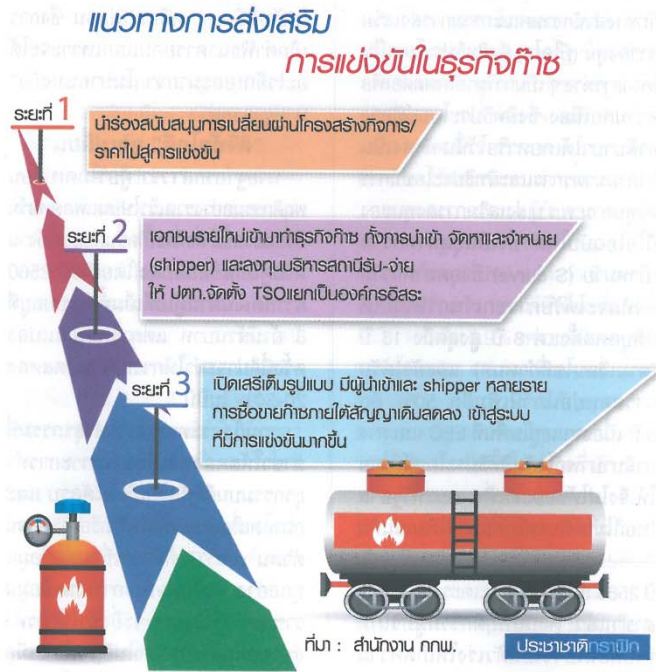 แนวทางการส่งเสริม
การแข่งขันในธุรกิจก๊าซ
ระยะที่ 1
นำร่องสนับสนุนการเปลี่ยนผ่านโครงสร้างกิจการ/
ราคาไปสู่การแข่งขัน
ระยะที่ 2
เอกชนรายใหม่เข้ามาทำธุรกิจก๊าซ ทั้งการนำเข้า จัดหาและจำหน่าย
(shipper) และลงทุนบริหารสถานีรับ-จ่าย
ให้ ปตท.จัดตั้ง TSOแยกเป็นองค์กรอิสระ
ระยะที่ 3
เปิดเสรีเต็มรูปแบบ มีผู้นำเข้าและ shipper หลายราย
การซื้อขายก๊าซภายใต้สัญญาเดิมลดลง เข้าสู่ระบบ
ที่มีการแข่งขันมากขึ้น
ที่มา : สำนักงาน กกพ.
ประชาชาติกราฟิก